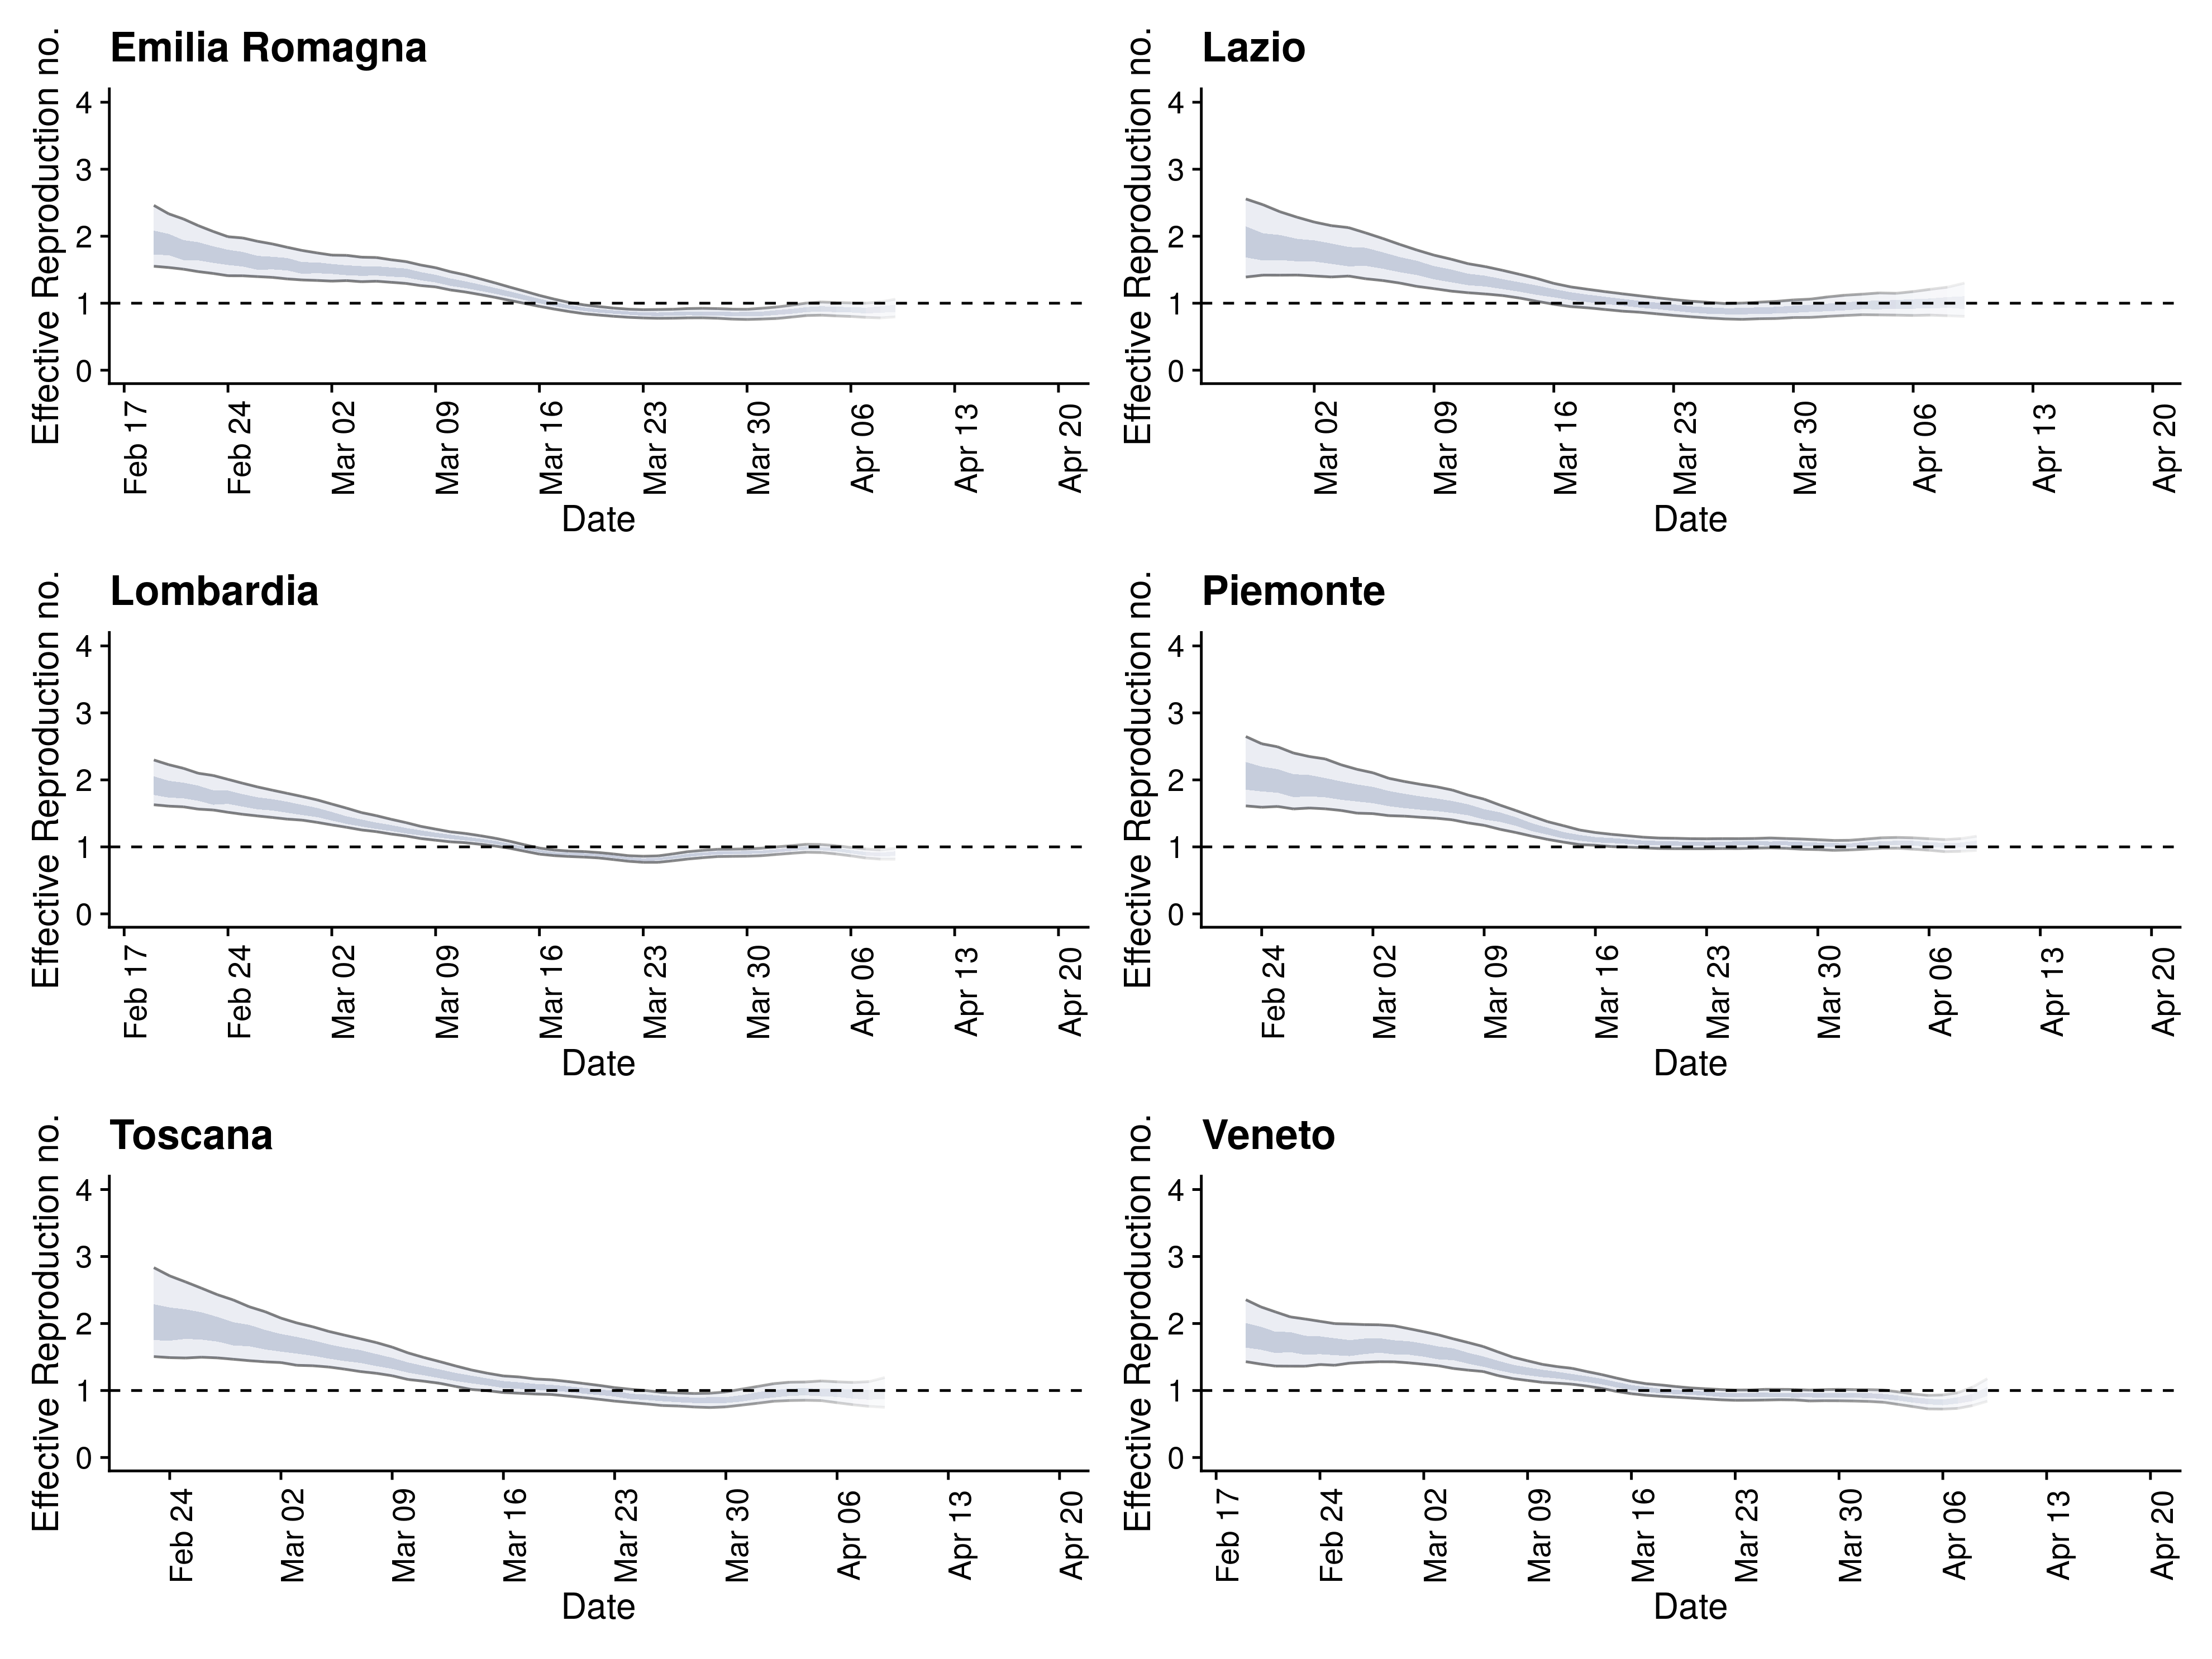 Emilia Romagna
Effective Reproduction no.
4
3
2
1
0
Feb 17
Feb 24
Mar 02
Mar 09
Mar 16
Mar 23
Mar 30
Apr 06
Apr 13
Apr 20
Date
Lazio
Effective Reproduction no.
4
3
2
1
0
Mar 02
Mar 09
Mar 16
Mar 23
Mar 30
Apr 06
Apr 13
Apr 20
Date
Lombardia
Effective Reproduction no.
4
3
2
1
0
Feb 17
Feb 24
Mar 02
Mar 09
Mar 16
Mar 23
Mar 30
Apr 06
Apr 13
Apr 20
Date
Piemonte
Effective Reproduction no.
4
3
2
1
0
Feb 24
Mar 02
Mar 09
Mar 16
Mar 23
Mar 30
Apr 06
Apr 13
Apr 20
Date
Toscana
Effective Reproduction no.
4
3
2
1
0
Feb 24
Mar 02
Mar 09
Mar 16
Mar 23
Mar 30
Apr 06
Apr 13
Apr 20
Date
Veneto
Effective Reproduction no.
4
3
2
1
0
Feb 17
Feb 24
Mar 02
Mar 09
Mar 16
Mar 23
Mar 30
Apr 06
Apr 13
Apr 20
Date